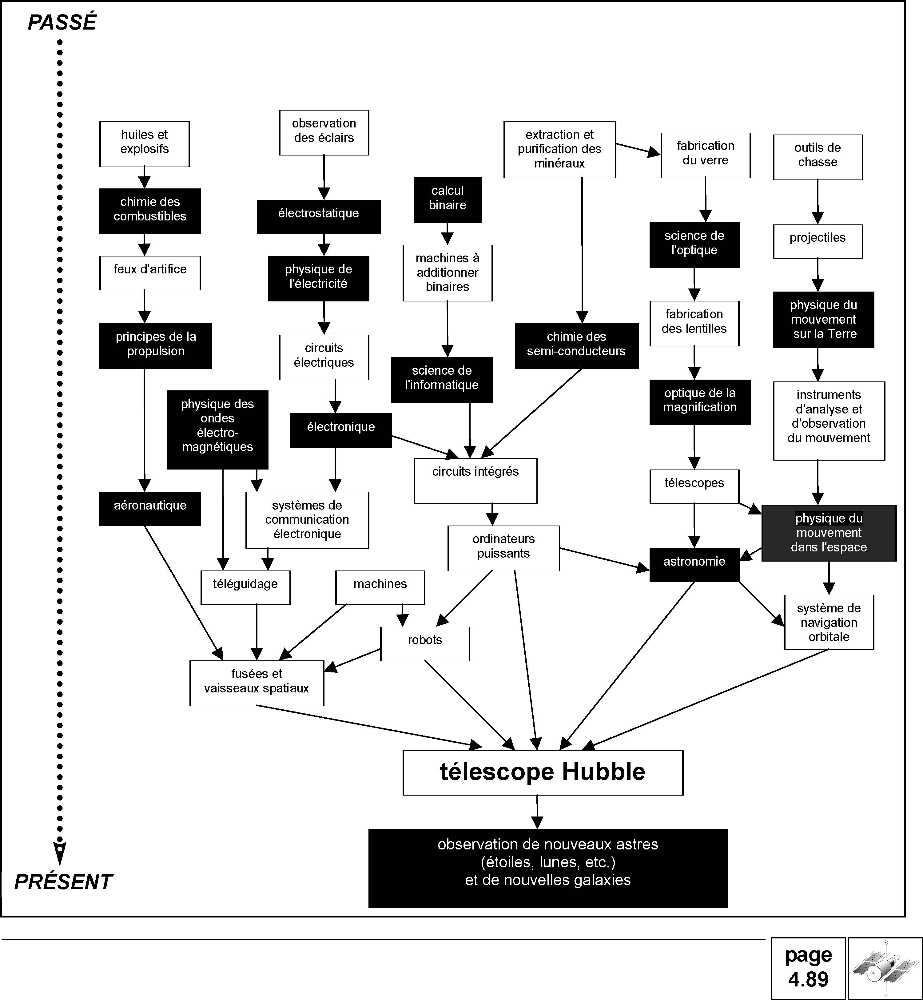 PASSÉ
huiles et
explosifs
observation
des éclairs
extraction et
purification des
minéraux
fabrication
du verre
outils de
chasse
chimie des
combustibles
électrostatique
calcul
binaire
science de
l'optique
projectiles
feux d'artifice
physique de
l'électricité
machines à
additionner
binaires
fabrication
des lentilles
physique du
mouvement
sur la Terre
principes de la
propulsion
circuits
électriques
science de
l'informatique
chimie des
semi-conducteurs
optique de la
magnification
instruments
d'analyse et
d'observation
du mouvement
physique des
ondes
électro-
magnétiques
électronique
circuits intégrés
télescopes
aéronautique
systèmes de
communication
électronique
ordinateurs
puissants
astronomie
physique du
mouvement
dans l'espace
téléguidage
machines
robots
système de
navigation
orbitale
fusées et
vaisseaux spatiaux
télescope Hubble
observation de nouveaux astres
(étoiles, lunes, etc.)
et de nouvelles galaxies
PRÉSENT
page
4.89